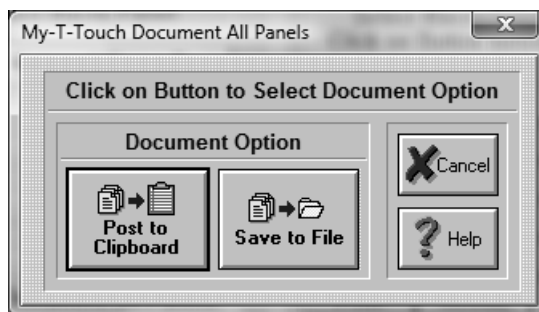 My-T-Touch Document All Panels
x
Click on Button to Select Document Option
Document Option
Post to
Clipboard
Save to File
Cancel
Help